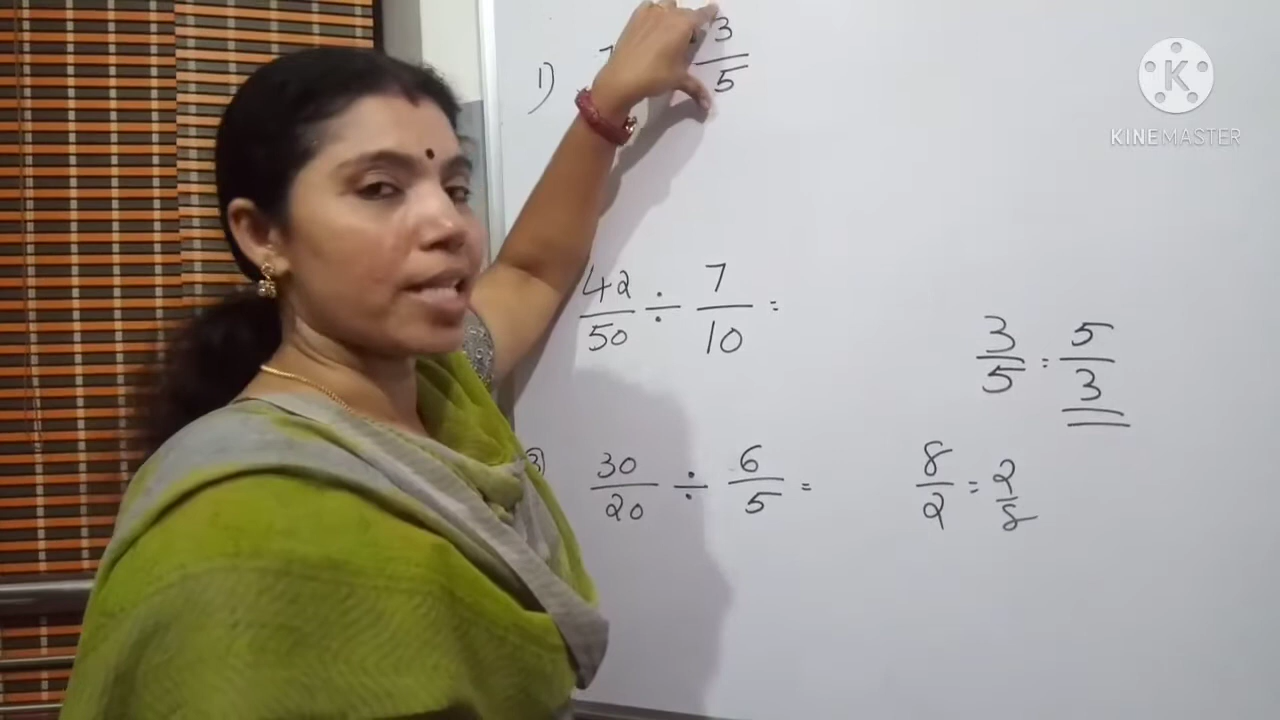 1) 3/5
42/50 ÷ 7/10 =
3/5 = 5/3
3) 30/20 ÷ 6/5 =
8/2 = 2/8
K
KINEMASTER